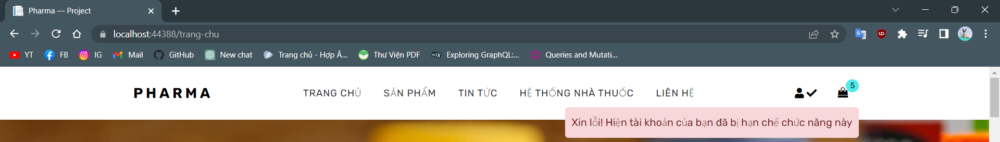 Pharma — Project
localhost:44388/trang-chu
YT FB IG Mail GitHub New chat Trang chủ - Hợp Â... Thư Viện PDF edX Exploring GraphQL:... Queries and Mutati...
PHARMA TRANG CHỦ SẢN PHẨM TIN TỨC HỆ THỐNG NHÀ THUỐC LIÊN HỆ 5
Xin lỗi! Hiện tài khoản của bạn đã bị hạn chế chức năng này